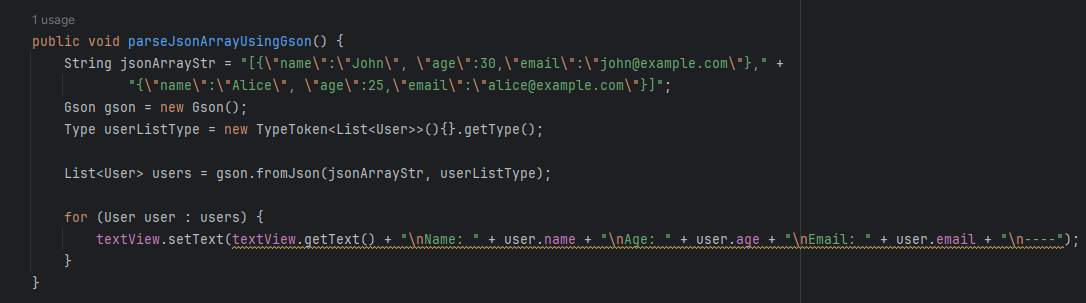 1 usage
public void parseJsonArrayUsingGson() {
    String jsonArrayStr = "[{\"name\":\"John\", \"age\":30,\"email\":\"john@example.com\"}," +
            "{\"name\":\"Alice\", \"age\":25,\"email\":\"alice@example.com\"}]";
    Gson gson = new Gson();
    Type userListType = new TypeToken<List<User>>(){}.getType();

    List<User> users = gson.fromJson(jsonArrayStr, userListType);

    for (User user : users) {
        textView.setText(textView.getText() + "\nName: " + user.name + "\nAge: " + user.age + "\nEmail: " + user.email + "\n----");
    }
}